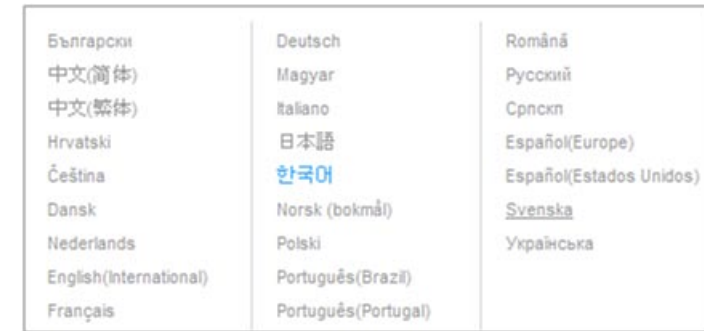 Български
中文(简体)
中文(繁体)
Hrvatski
Čeština
Dansk
Nederlands
English(International)
Français
Deutsch
Magyar
Italiano
日本語
한국어
Norsk (bokmål)
Polski
Português(Brazil)
Português(Portugal)
Română
Русский
Српскп
Español(Europe)
Español(Estados Unidos)
Svenska
Українська